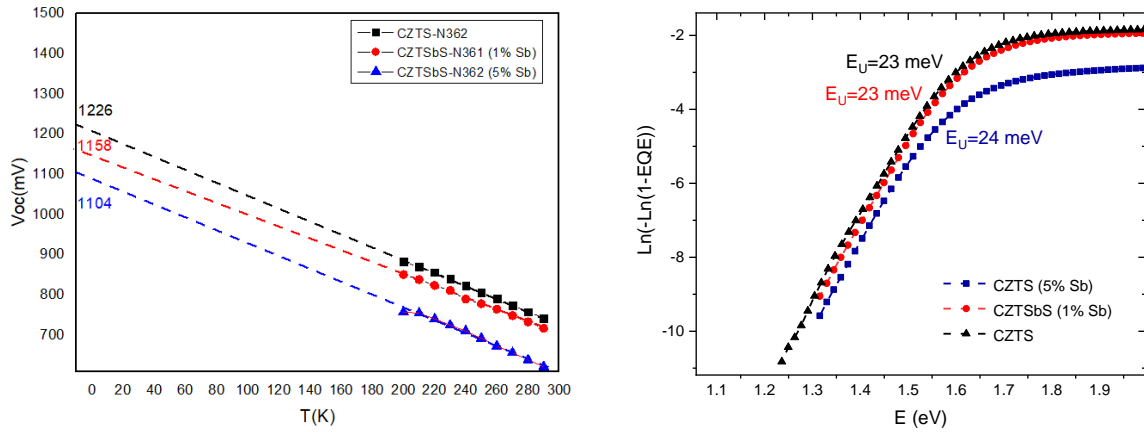 1500
1400
1300
1200
1100
1000
900
800
700
Voc(mV)
1226
1158
1104
CZTS-N362
CZTSbS-N361 (1% Sb)
CZTSbS-N362 (5% Sb)
0 20 40 60 80 100 120 140 160 180 200 220 240 260 280 300
T(K)
-2
-4
-6
-8
-10
Ln(-Ln(1-EQE))
E_U=23 meV
E_U=23 meV
E_U=24 meV
CZTS (5% Sb)
CZTSbS (1% Sb)
CZTS
1.1 1.2 1.3 1.4 1.5 1.6 1.7 1.8 1.9
E (eV)